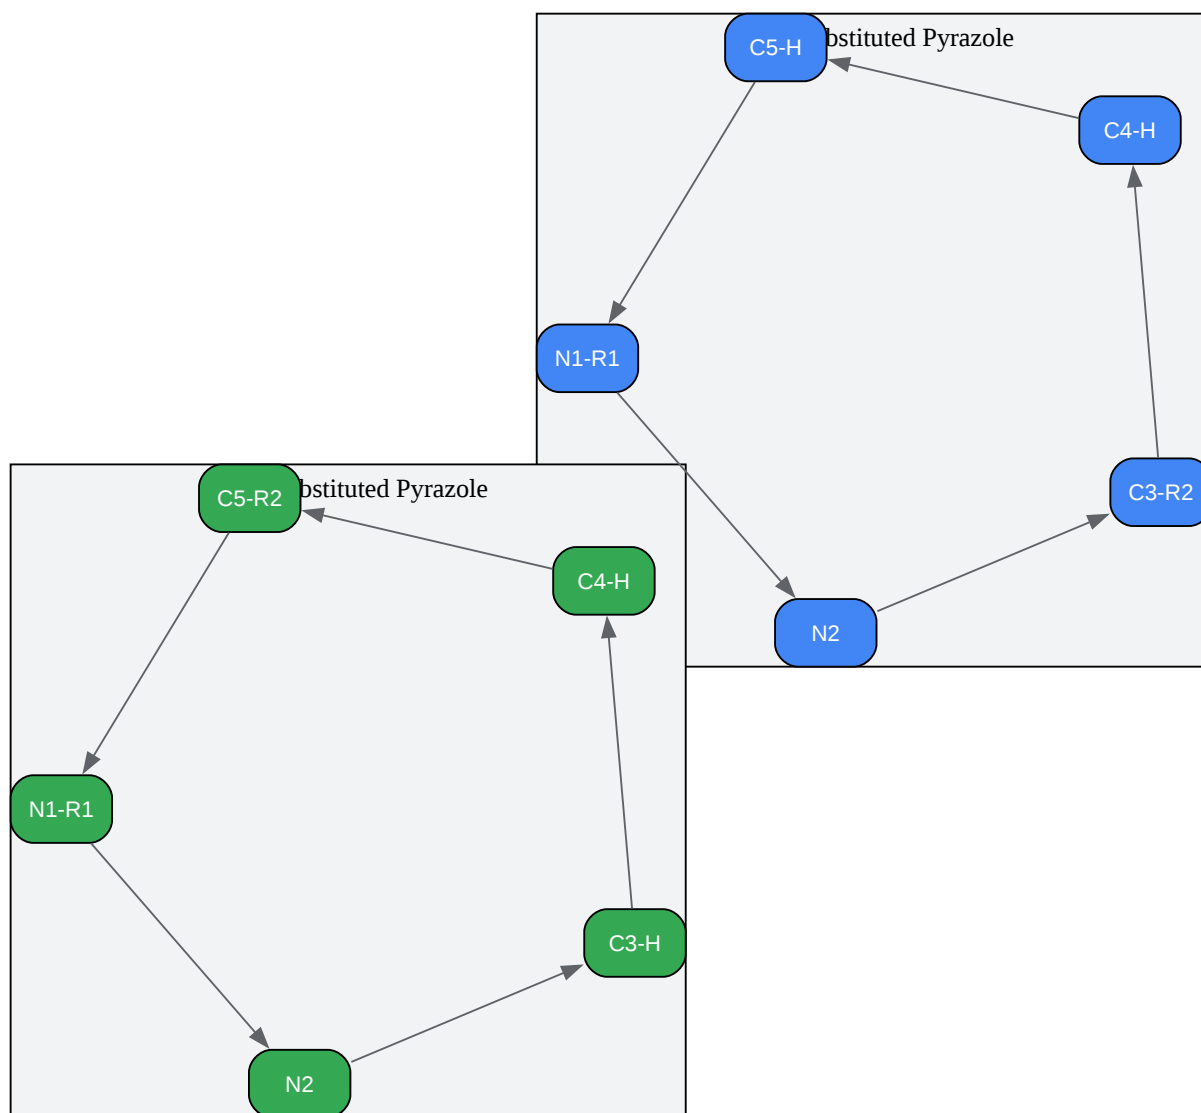 C5-H
bstituted Pyrazole
C4-H
N1-R1
C3-R2
N2
C5-R2
bstituted Pyrazole
C4-H
N1-R1
C3-H
N2